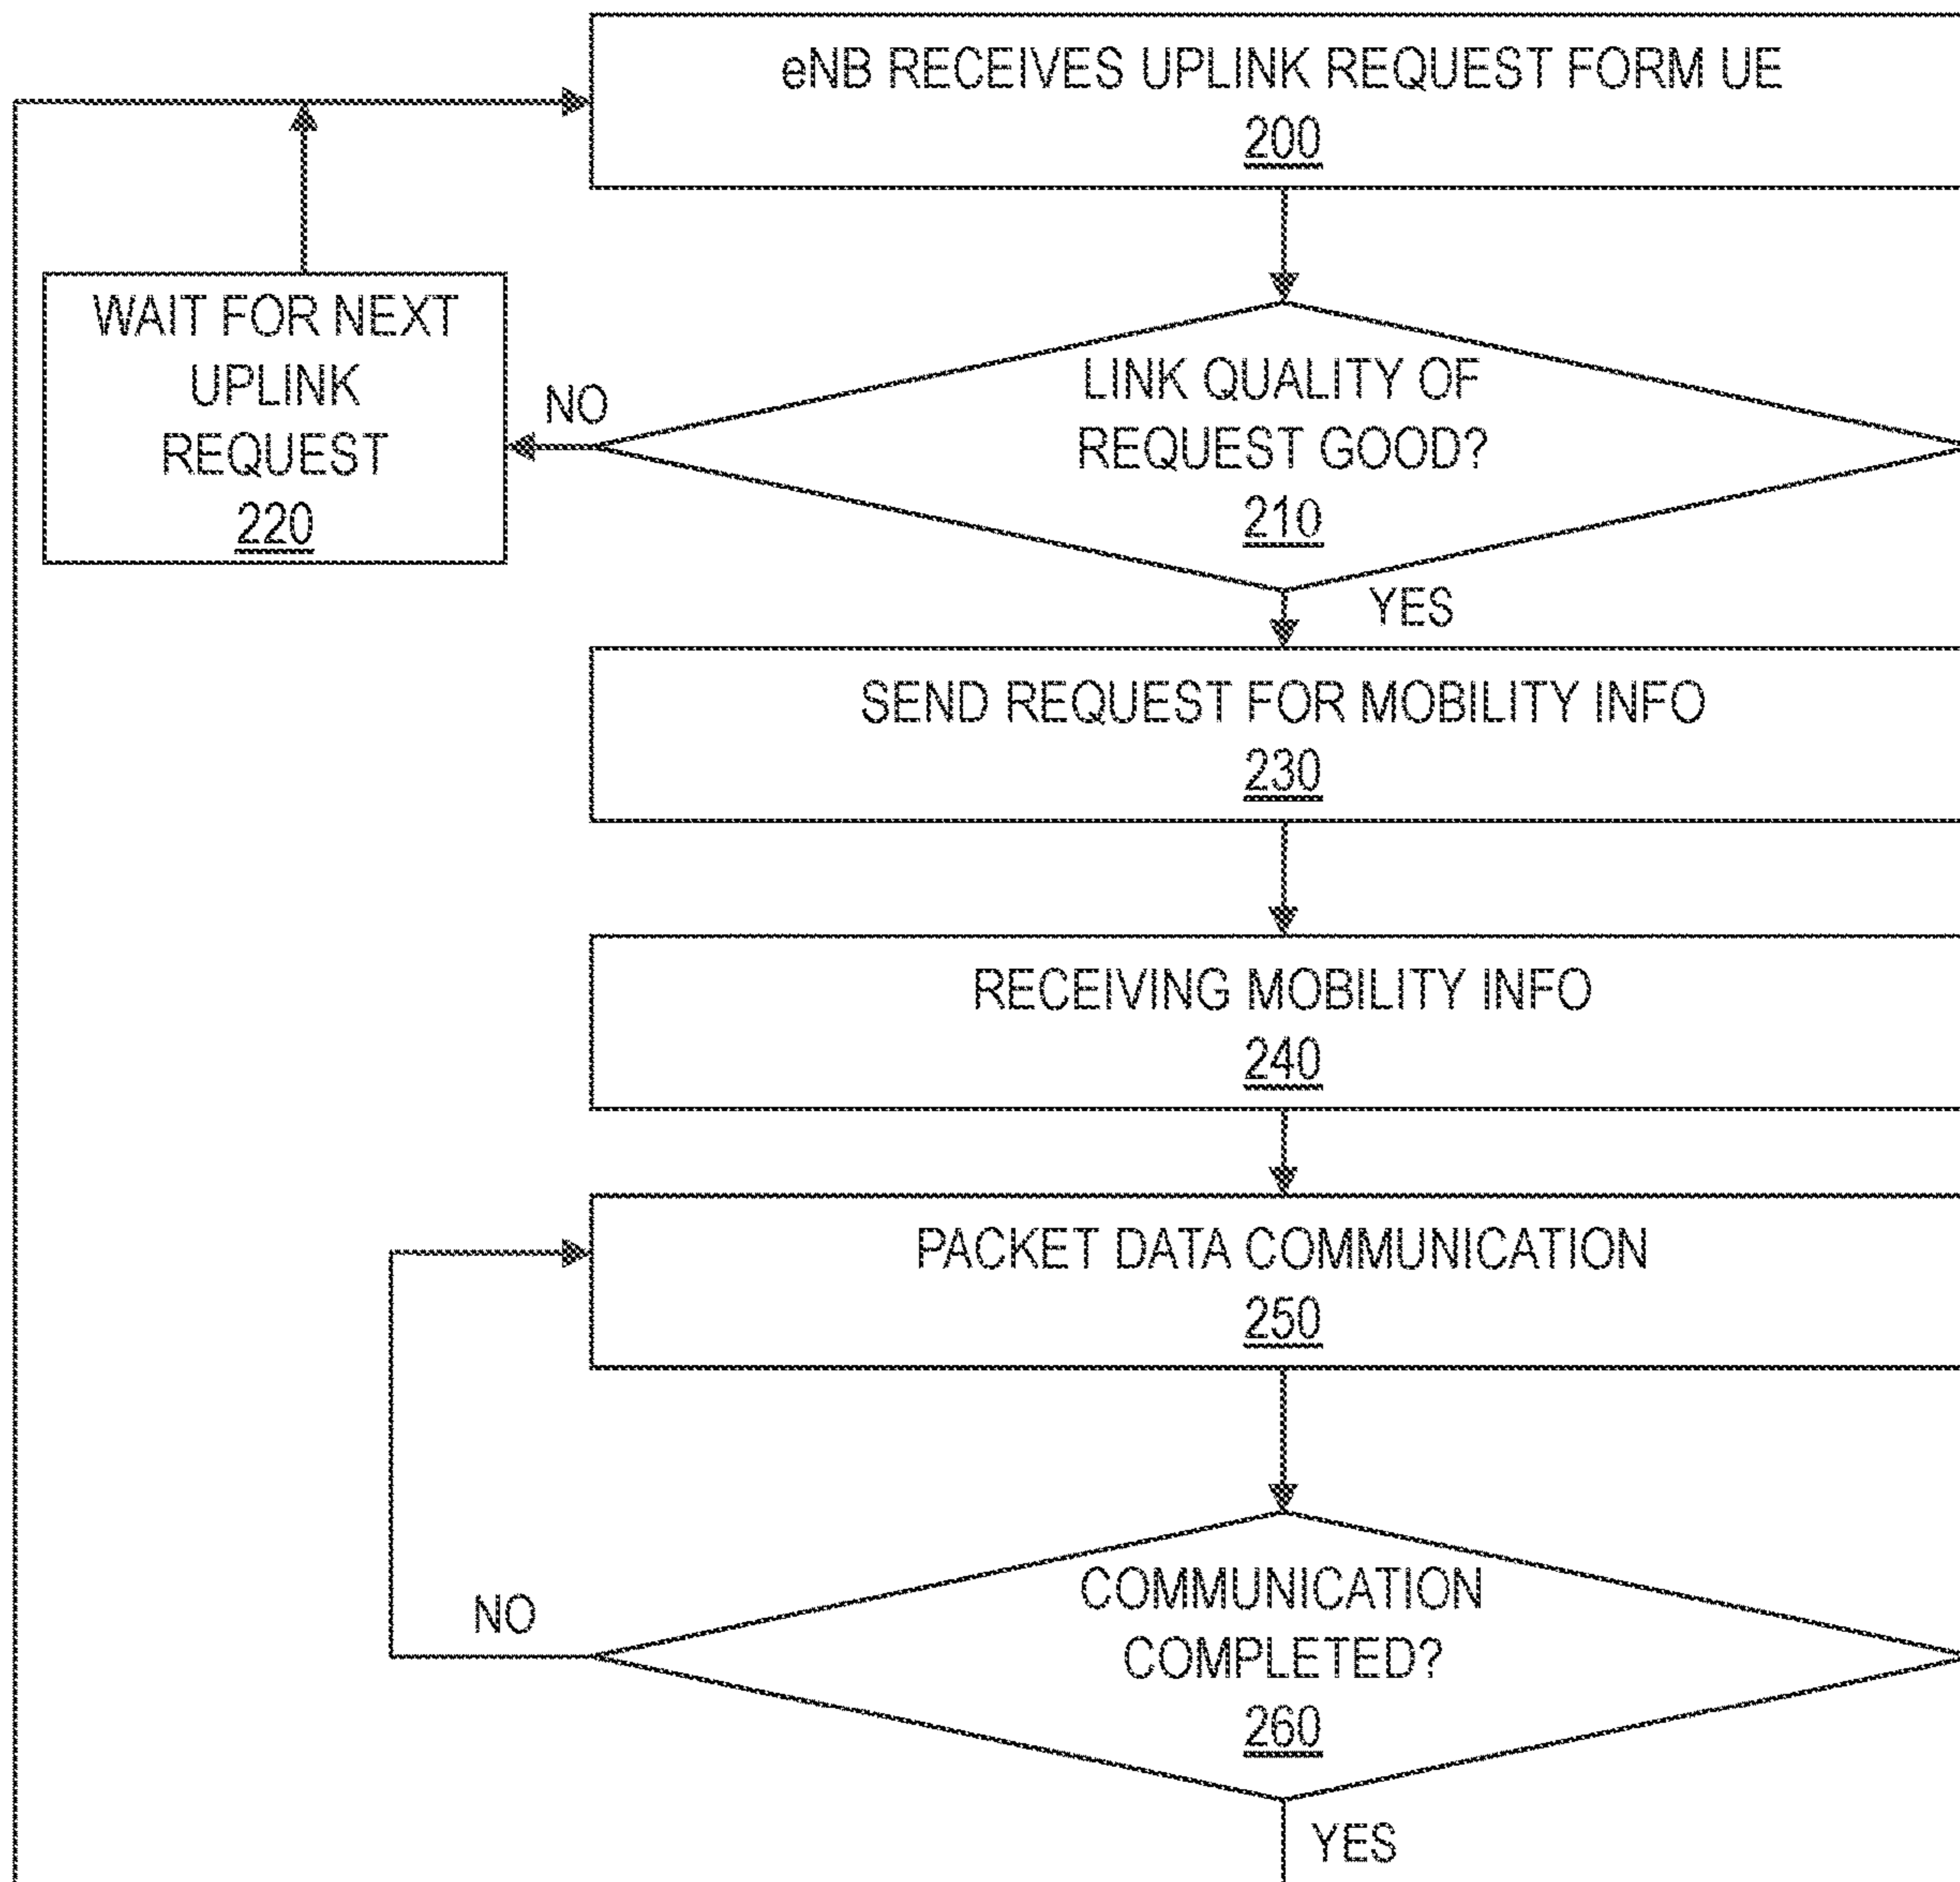 eNB RECEIVES UPLINK REQUEST FORM UE
200
WAIT FOR NEXT
UPLINK
REQUEST
220
NO
LINK QUALITY OF
REQUEST GOOD?
210
YES
SEND REQUEST FOR MOBILITY INFO
230
RECEIVING MOBILITY INFO
240
PACKET DATA COMMUNICATION
250
NO
COMMUNICATION
COMPLETED?
260
YES